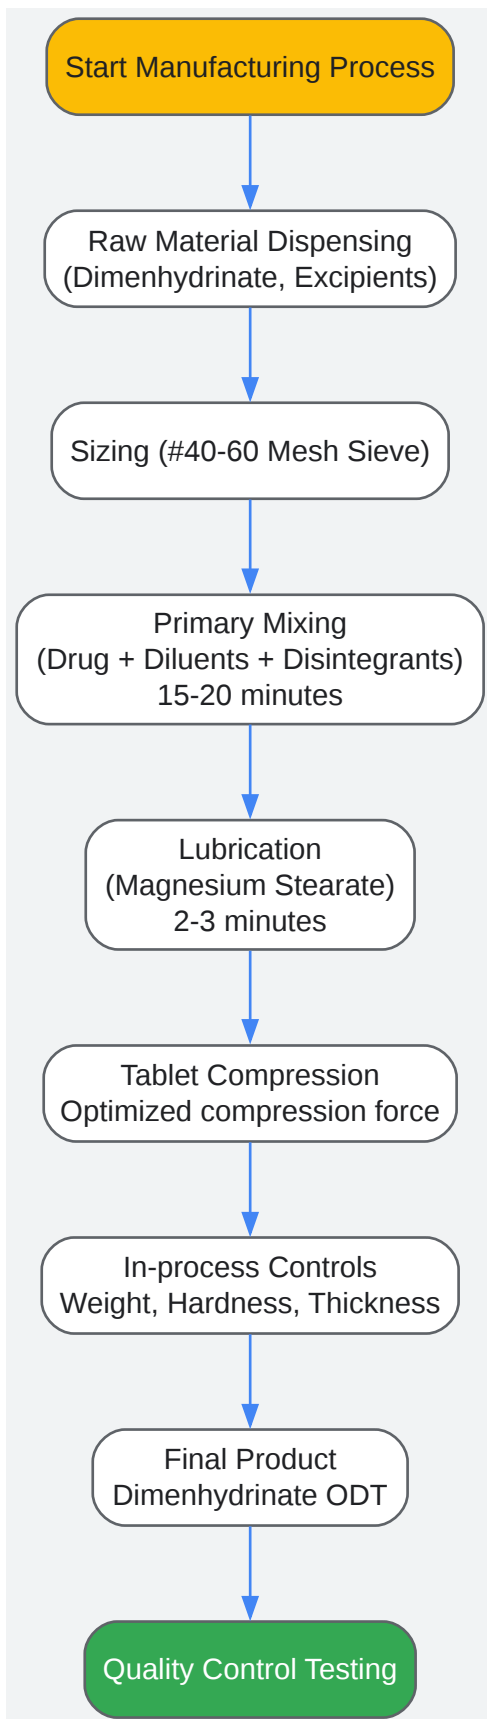 Start Manufacturing Process
Raw Material Dispensing
(Dimenhydrinate, Excipients)
Sizing (#40-60 Mesh Sieve)
Primary Mixing
(Drug + Diluents + Disintegrants)
15-20 minutes
Lubrication
(Magnesium Stearate)
2-3 minutes
Tablet Compression
Optimized compression force
In-process Controls
Weight, Hardness, Thickness
Final Product
Dimenhydrinate ODT
Quality Control Testing